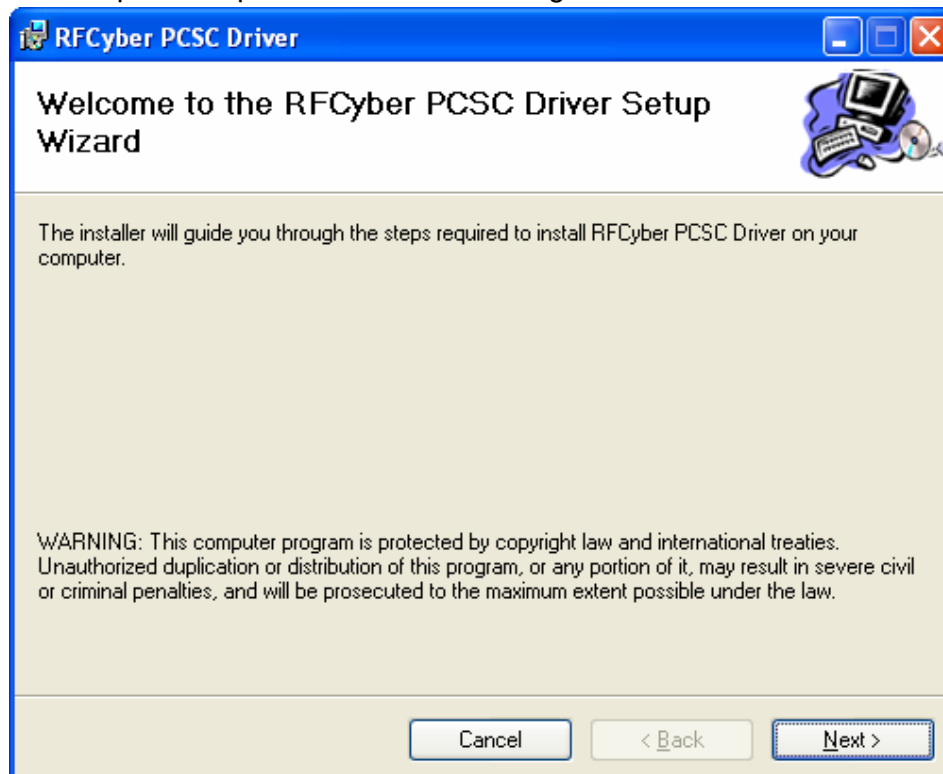 RFCyber PCSC Driver
Welcome to the RFCyber PCSC Driver Setup
Wizard
The installer will guide you through the steps required to install RFCyber PCSC Driver on your
computer.
WARNING: This computer program is protected by copyright law and international treaties.
Unauthorized duplication or distribution of this program, or any portion of it, may result in severe civil
or criminal penalties, and will be prosecuted to the maximum extent possible under the law.
Cancel < Back Next >